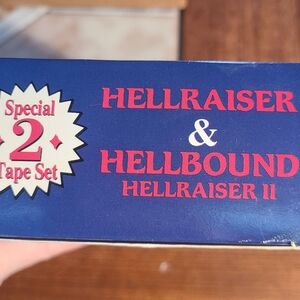 Special
2
Tape Set
HELLRAISER
&
HELLBOUND
HELLRAISER II